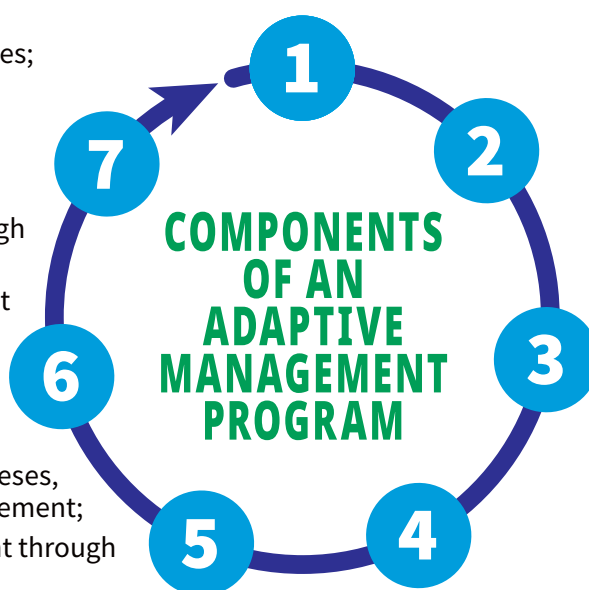 es;
gh
t
eses,
ement;
t through
1
2
3
4
5
6
7
COMPONENTS
OF AN
ADAPTIVE
MANAGEMENT
PROGRAM